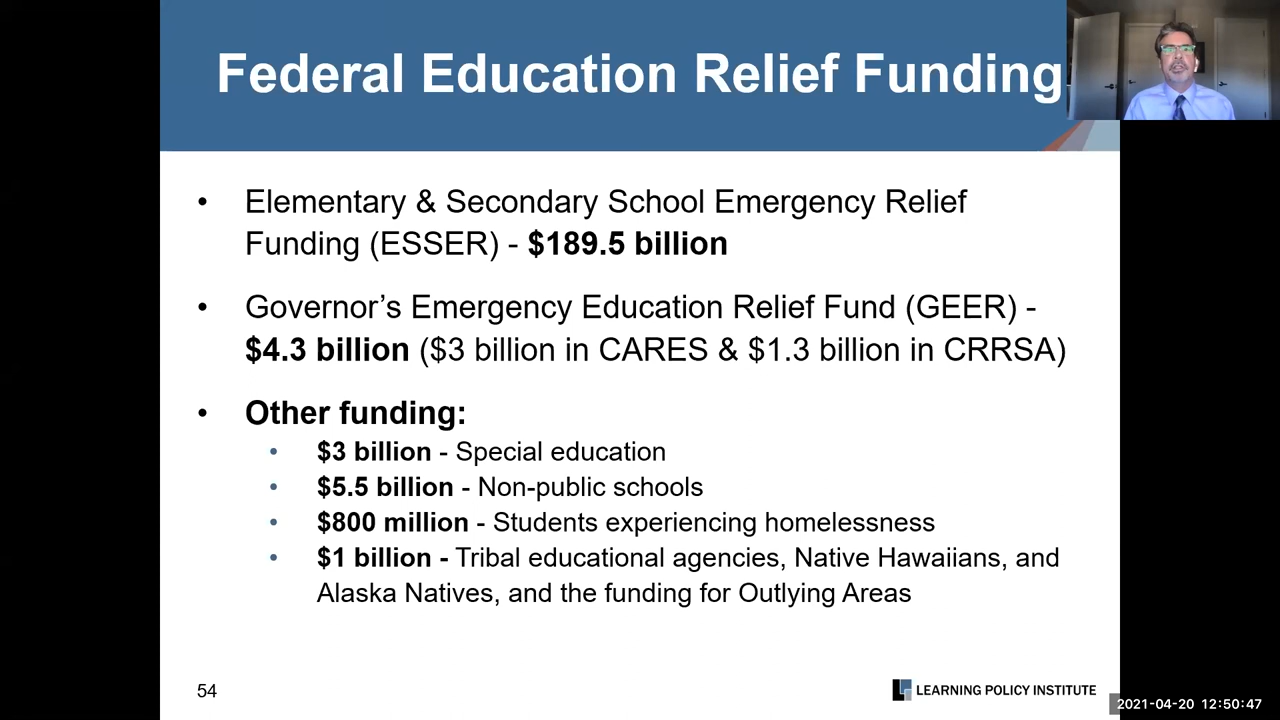 Federal Education Relief Funding
• Elementary & Secondary School Emergency Relief
Funding (ESSER) - $189.5 billion
• Governor’s Emergency Education Relief Fund (GEER) -
$4.3 billion ($3 billion in CARES & $1.3 billion in CRRSA)
• Other funding:
• $3 billion - Special education
• $5.5 billion - Non-public schools
• $800 million - Students experiencing homelessness
• $1 billion - Tribal educational agencies, Native Hawaiians, and
Alaska Natives, and the funding for Outlying Areas
54
LEARNING POLICY INSTITUTE
2021-04-20 12:50:47